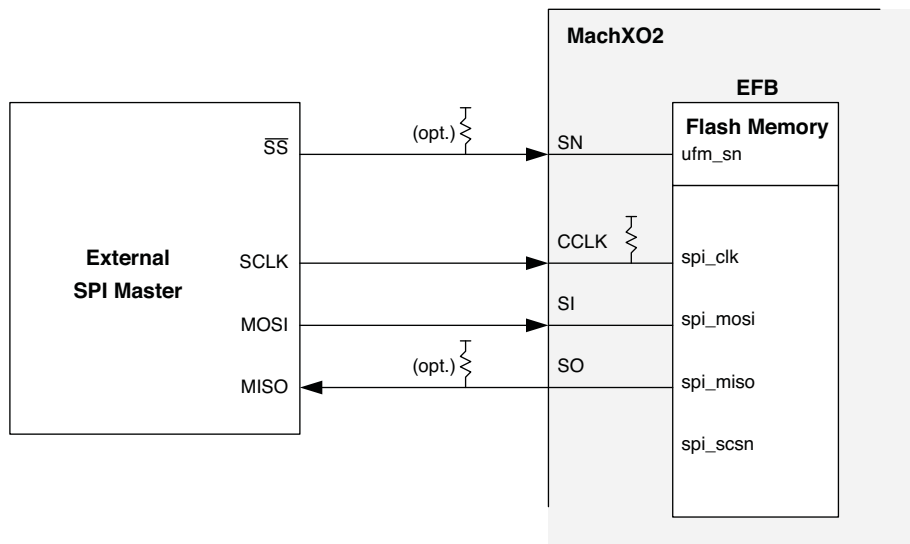 MachXO2
EFB
Flash Memory
ufm_sn
(opt.)
S̅S̅
SN
External
SPI Master
SCLK
CCLK
spi_clk
MOSI
SI
spi_mosi
(opt.)
MISO
SO
spi_miso
spi_scsn